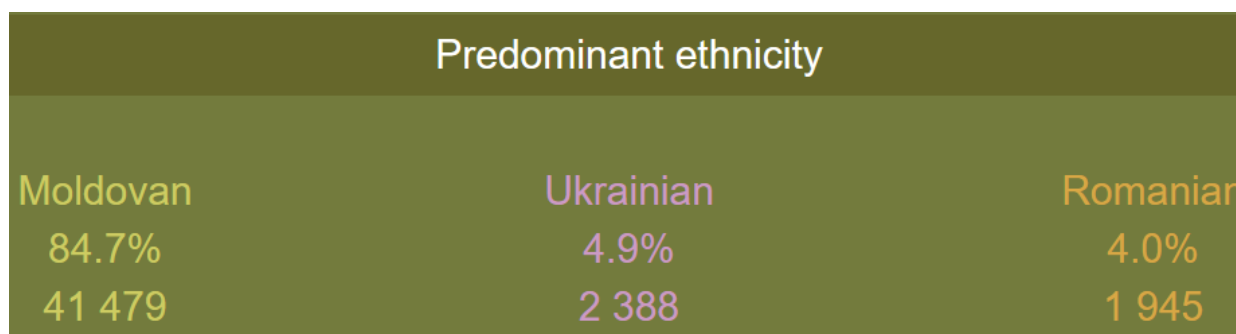 Predominant ethnicity
Moldovan Ukrainian Romanian
84.7% 4.9% 4.0%
41 479 2 388 1 945